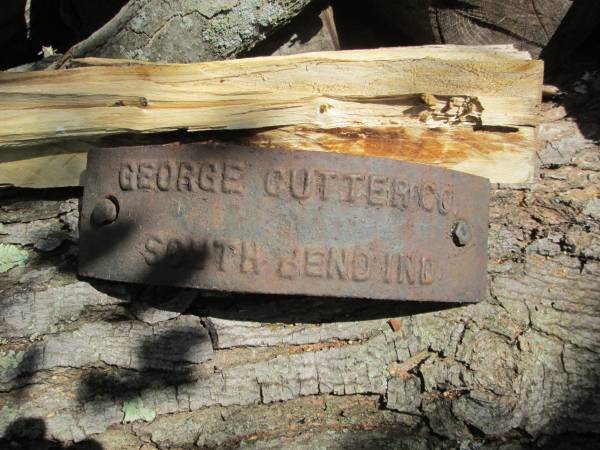 GEORGE CUTTER CO.
SOUTH BEND IND